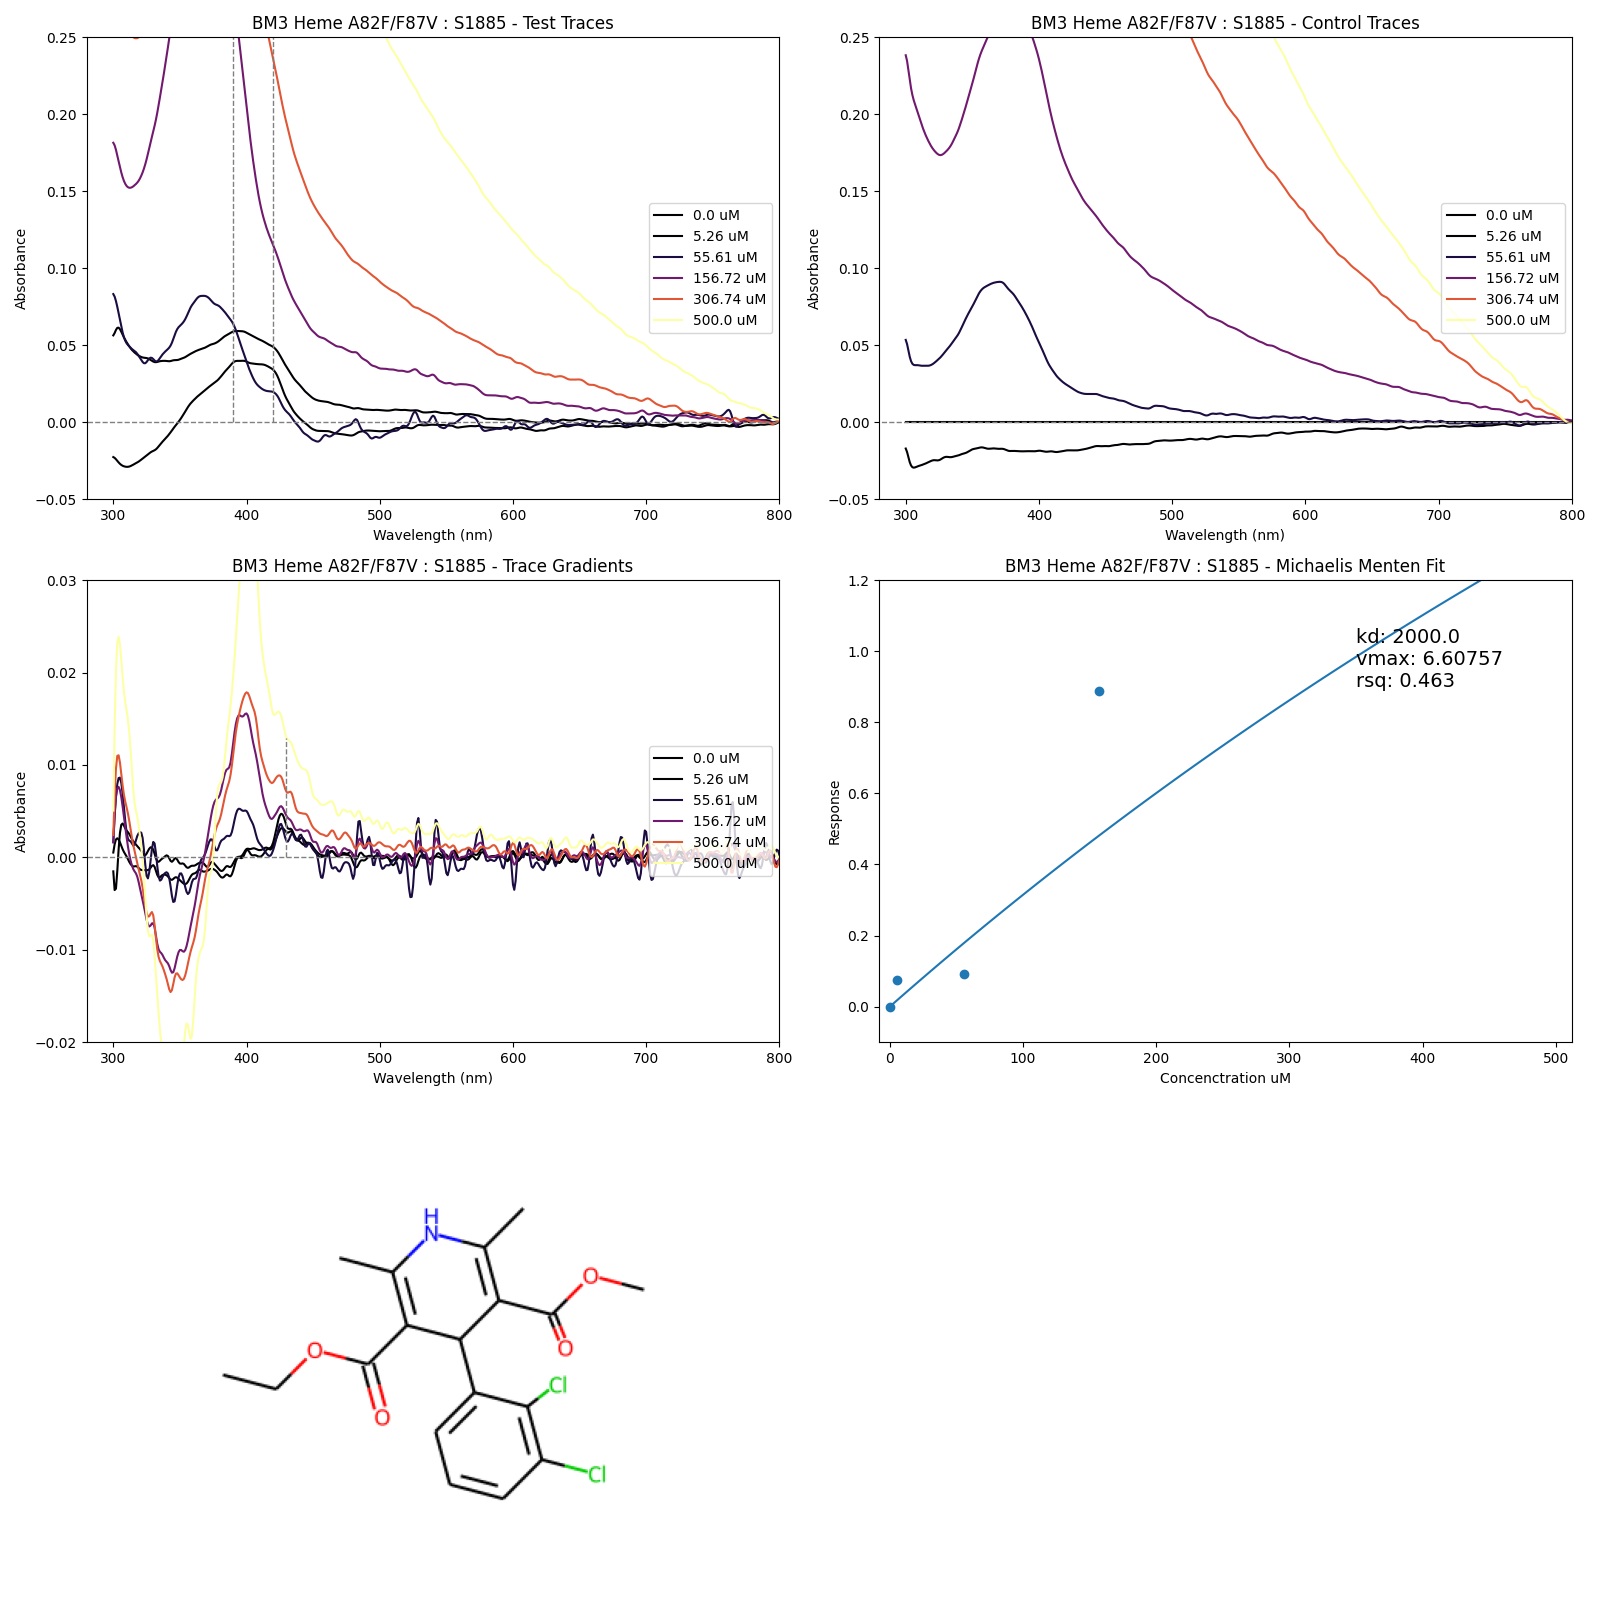 BM3 Heme A82F/F87V : S1885 - Test Traces
0.25
0.20
0.15
0.10
0.05
0.00
−0.05
Absorbance
0.0 uM
5.26 uM
55.61 uM
156.72 uM
306.74 uM
500.0 uM
300 400 500 600 700 800
Wavelength (nm)
BM3 Heme A82F/F87V : S1885 - Control Traces
0.25
0.20
0.15
0.10
0.05
0.00
−0.05
Absorbance
0.0 uM
5.26 uM
55.61 uM
156.72 uM
306.74 uM
500.0 uM
300 400 500 600 700 800
Wavelength (nm)
BM3 Heme A82F/F87V : S1885 - Trace Gradients
0.03
0.02
0.01
0.00
−0.01
−0.02
Absorbance
0.0 uM
5.26 uM
55.61 uM
156.72 uM
306.74 uM
500.0 uM
300 400 500 600 700 800
Wavelength (nm)
BM3 Heme A82F/F87V : S1885 - Michaelis Menten Fit
1.2
1.0
0.8
0.6
0.4
0.2
0.0
Response
kd: 2000.0
vmax: 6.60757
rsq: 0.463
0 100 200 300 400 500
Concenctration uM
H
N
O
O
O
O
Cl
Cl